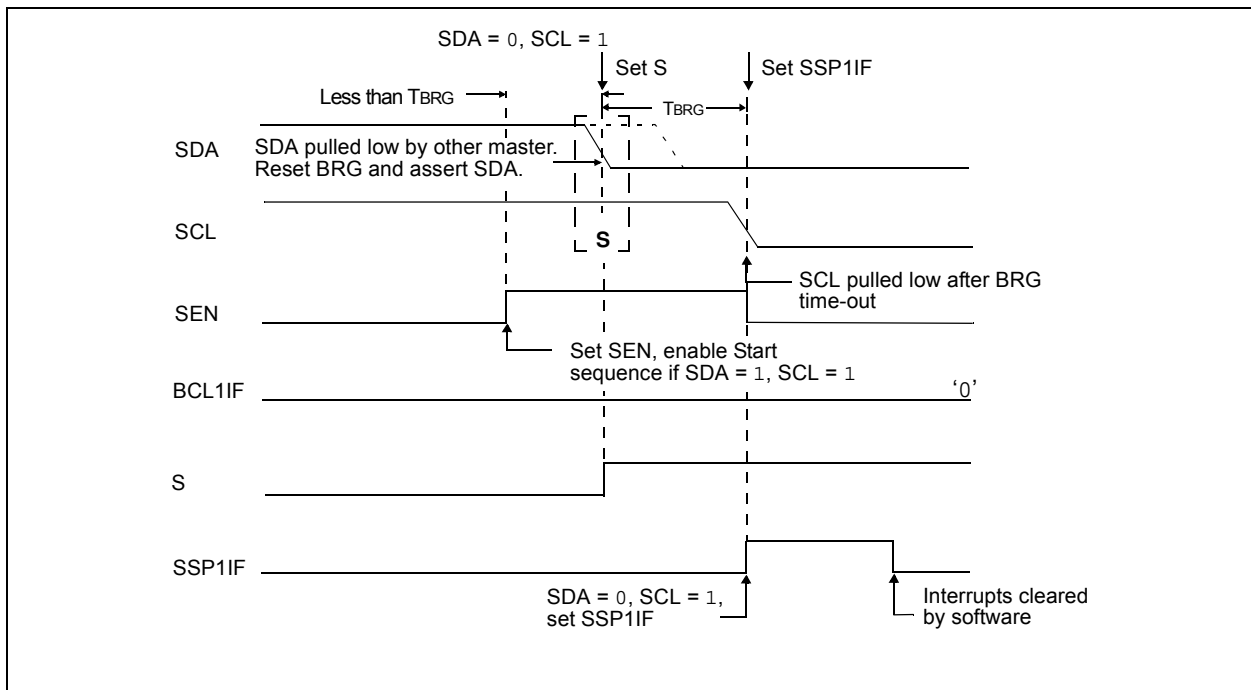 SDA = 0, SCL = 1
Set S
Set SSP1IF
Less than TBRG
TBRG
SDA
SDA pulled low by other master.
Reset BRG and assert SDA.
SCL
S
SCL pulled low after BRG
time-out
SEN
Set SEN, enable Start
sequence if SDA = 1, SCL = 1
BCL1IF
‘0’
S
SSP1IF
SDA = 0, SCL = 1,
set SSP1IF
Interrupts cleared
by software